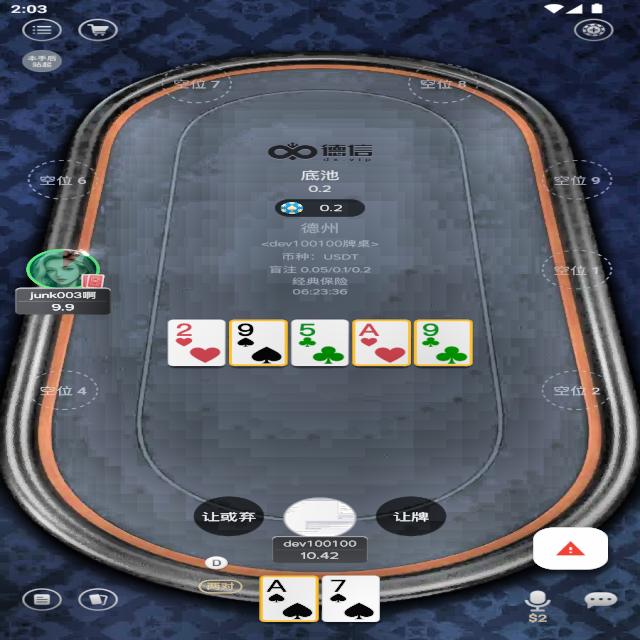 2:03
本手后
站起
空位 7
空位 8
德信
dx.vip
底池
0.2
0.2
空位 6
空位 9
德州
<dev100100牌桌>
币种：USDT
盲注 0.05/0.1/0.2
经典保险
06:23:36
空位 1
junk003啊
9.9
2
9
5
A
9
空位 4
空位 2
让或弃
让牌
dev100100
10.42
D
两对
A
7
$2